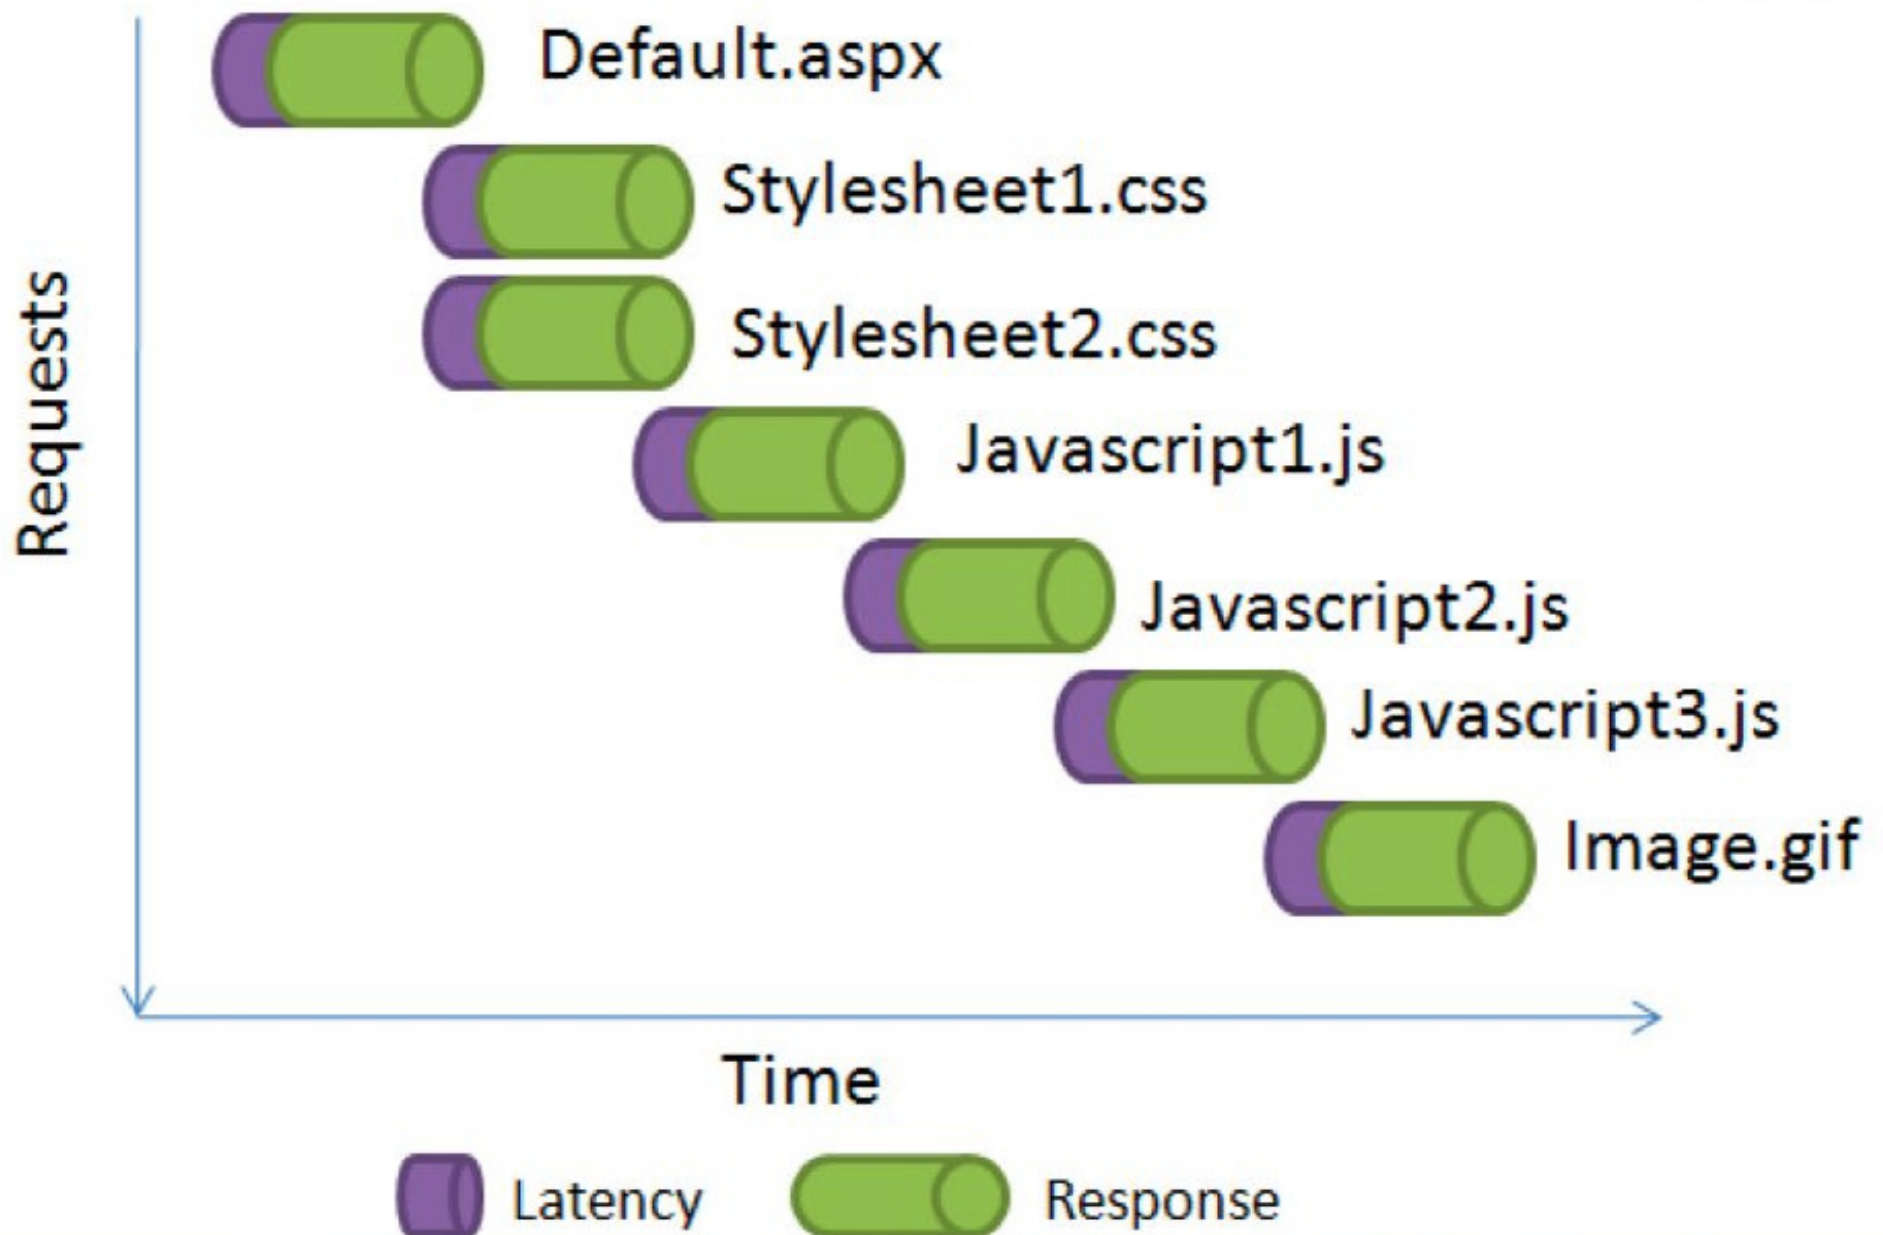 Default.aspx
Stylesheet1.css
Stylesheet2.css
Javascript1.js
Javascript2.js
Javascript3.js
Image.gif
Requests
Time
Latency
Response